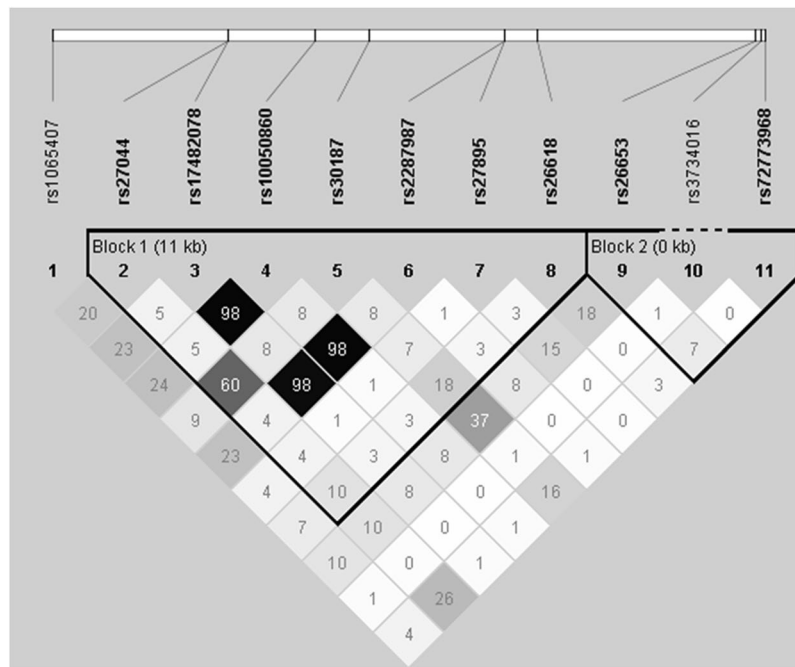 rs1065407
rs27044
rs17482078
rs10050860
rs30187
rs2287987
rs27895
rs26618
rs26653
rs3734016
rs72773968
Block 1 (11 kb) Block 2 (0 kb)
1 2 3 4 5 6 7 8 9 10 11
20 5 98 8 8 1 3 18 1 0
23 5 8 98 7 3 15 0 7
24 60 98 1 18 8 0 3
9 4 1 3 37 0 0
23 4 3 8 1 1
4 10 8 0 16
7 10 0 1
10 0 1
1 26
4